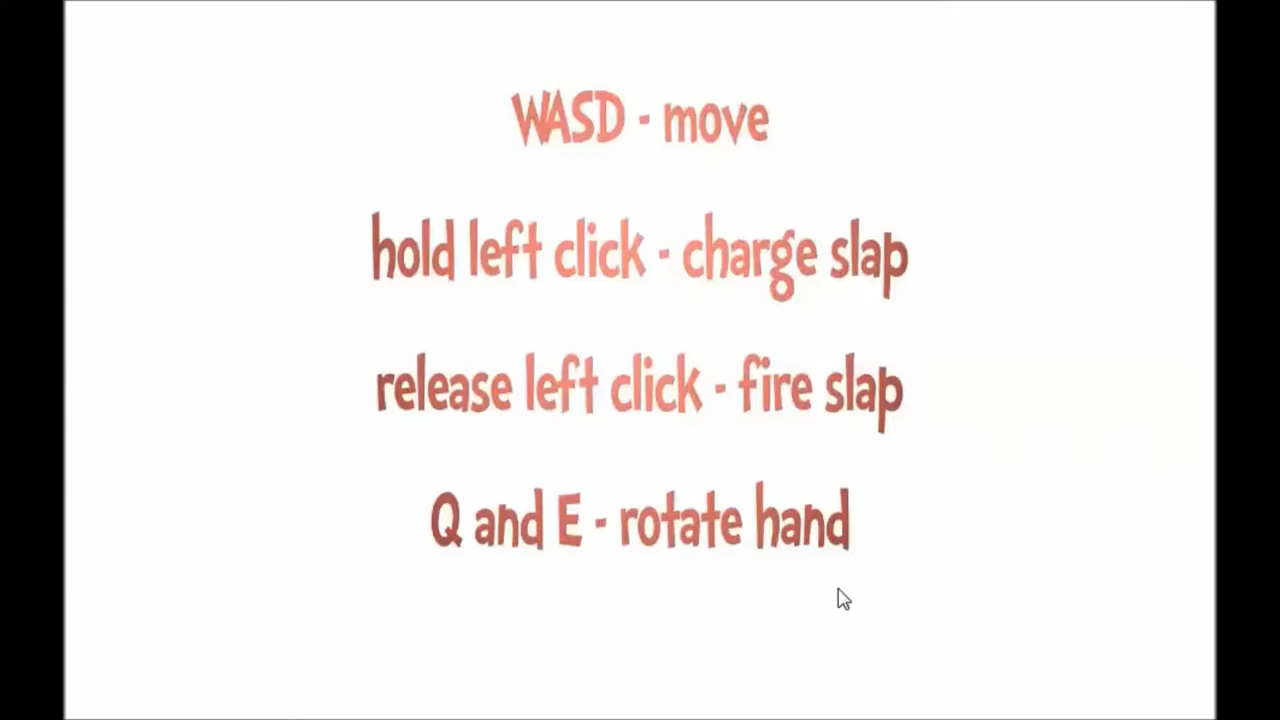 WASD - move
hold left click - charge slap
release left click - fire slap
Q and E - rotate hand